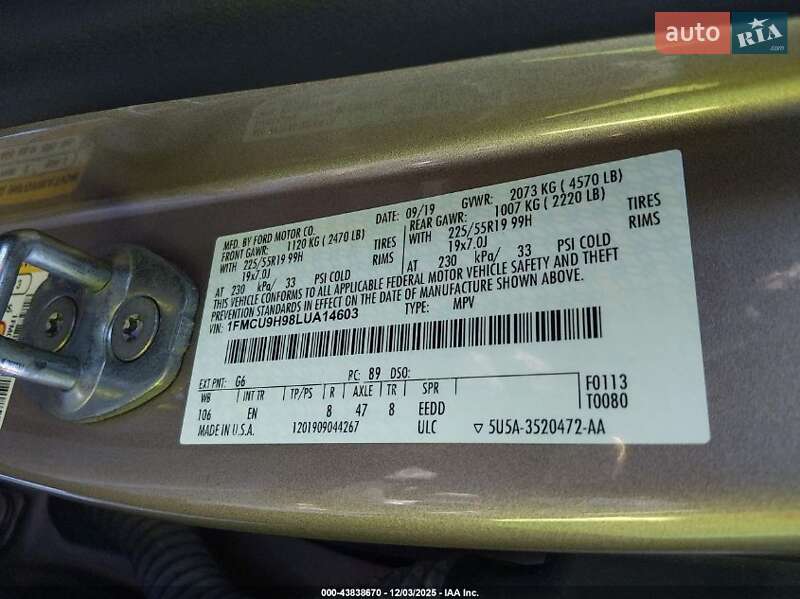 auto RIA.com
MFD. BY FORD MOTOR CO.
DATE: 09/19 GVWR: 2073 KG ( 4570 LB)
FRONT GAWR: 1120 KG ( 2470 LB) REAR GAWR: 1007 KG ( 2220 LB)
WITH 225/55R19 99H TIRES WITH 225/55R19 99H TIRES
19x7.0J RIMS 19x7.0J RIMS
AT 230 kPa/ 33 PSI COLD AT 230 kPa/ 33 PSI COLD
THIS VEHICLE CONFORMS TO ALL APPLICABLE FEDERAL MOTOR VEHICLE SAFETY AND THEFT
PREVENTION STANDARDS IN EFFECT ON THE DATE OF MANUFACTURE SHOWN ABOVE.
VIN: 1FMCU9H98LUA14603 TYPE: MPV
EXT PNT: G6 RC: 89 DSO:
WB INT TR TP/PS R AXLE TR SPR F0113
106 EN 8 47 8 EEDD T0080
MADE IN U.S.A. 1201909044267 ULC ▽ 5U5A-3520472-AA
000-43838670 - 12/03/2025 - IAA Inc.